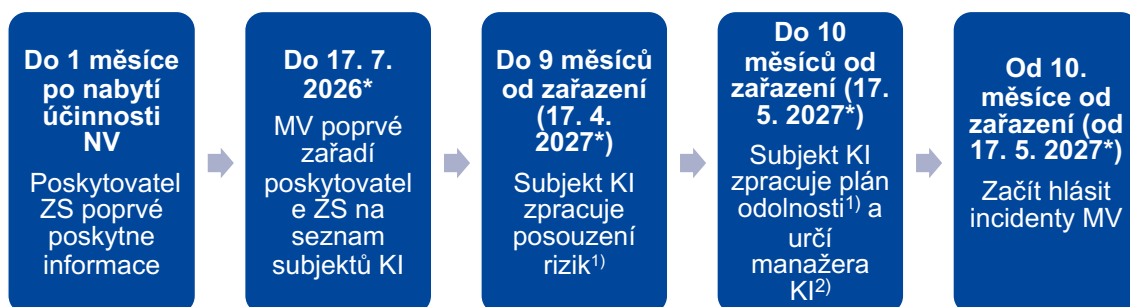 Do 1 měsíce
po nabytí
účinnosti
NV
Poskytovatel
ZS poprvé
poskytne
informace
Do 17. 7.
2026*
MV poprvé
zařadí
poskytovatel
e ZS na
seznam
subjektů KI
Do 9 měsíců
od zařazení
(17. 4.
2027*)
Subjekt KI
zpracuje
posouzení
rizik1)
Do 10
měsíců od
zařazení (17.
5. 2027*)
Subjekt KI
zpracuje plán
odolnosti1) a
určí
manažera
KI2)
Od 10.
měsíce od
zařazení (od
17. 5. 2027*)
Začít hlásit
incidenty MV